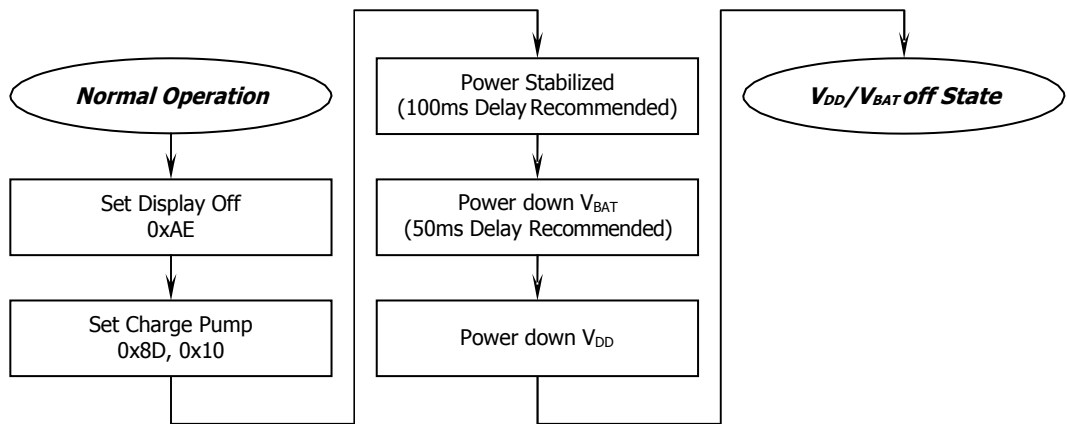 Normal Operation
Set Display Off
0xAE
Set Charge Pump
0x8D, 0x10
Power Stabilized
(100ms Delay Recommended)
Power down VBAT
(50ms Delay Recommended)
Power down VDD
VDD/VBAT off State